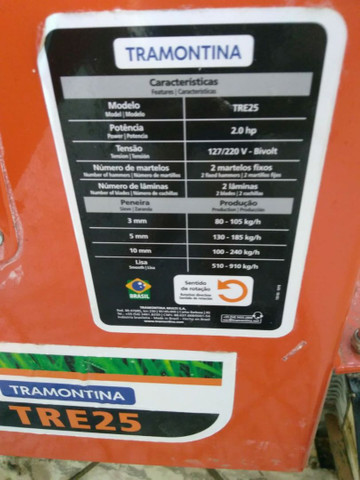 TRAMONTINA
Características
Features | Características
Modelo TRE25
Model | Modelo
Potência 2.0 hp
Power | Potencia
Tensão 127/220 V - Bivolt
Tension | Tensión
Número de martelos 2 martelos fixos
Number of hammers | Número de martillos 2 fixed hammers | 2 martillos fijos
Número de lâminas 2 lâminas
Number of blades | Número de cuchillas 2 blades | 2 cuchillas
Peneira Produção
Production | Producción
3 mm 80 - 105 kg/h
5 mm 130 - 185 kg/h
10 mm 100 - 240 kg/h
Lisa 510 - 910 kg/h
Smooth | Lisa
Sentido
de rotação
BRASIL
www.tramontina.com
TRAMONTINA
TRE25